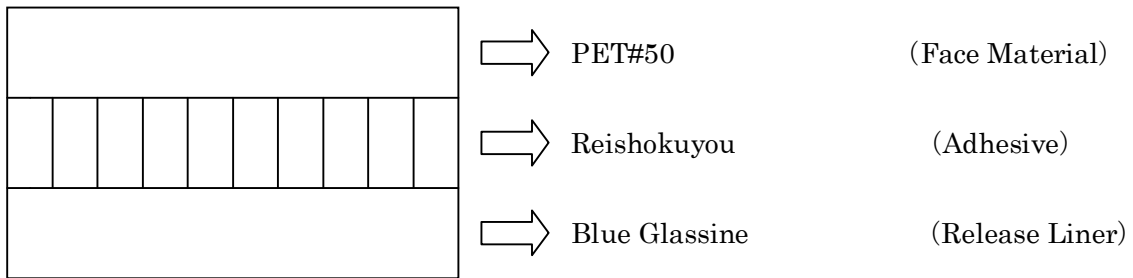 PET#50 (Face Material)
Reishokuyou (Adhesive)
Blue Glassine (Release Liner)